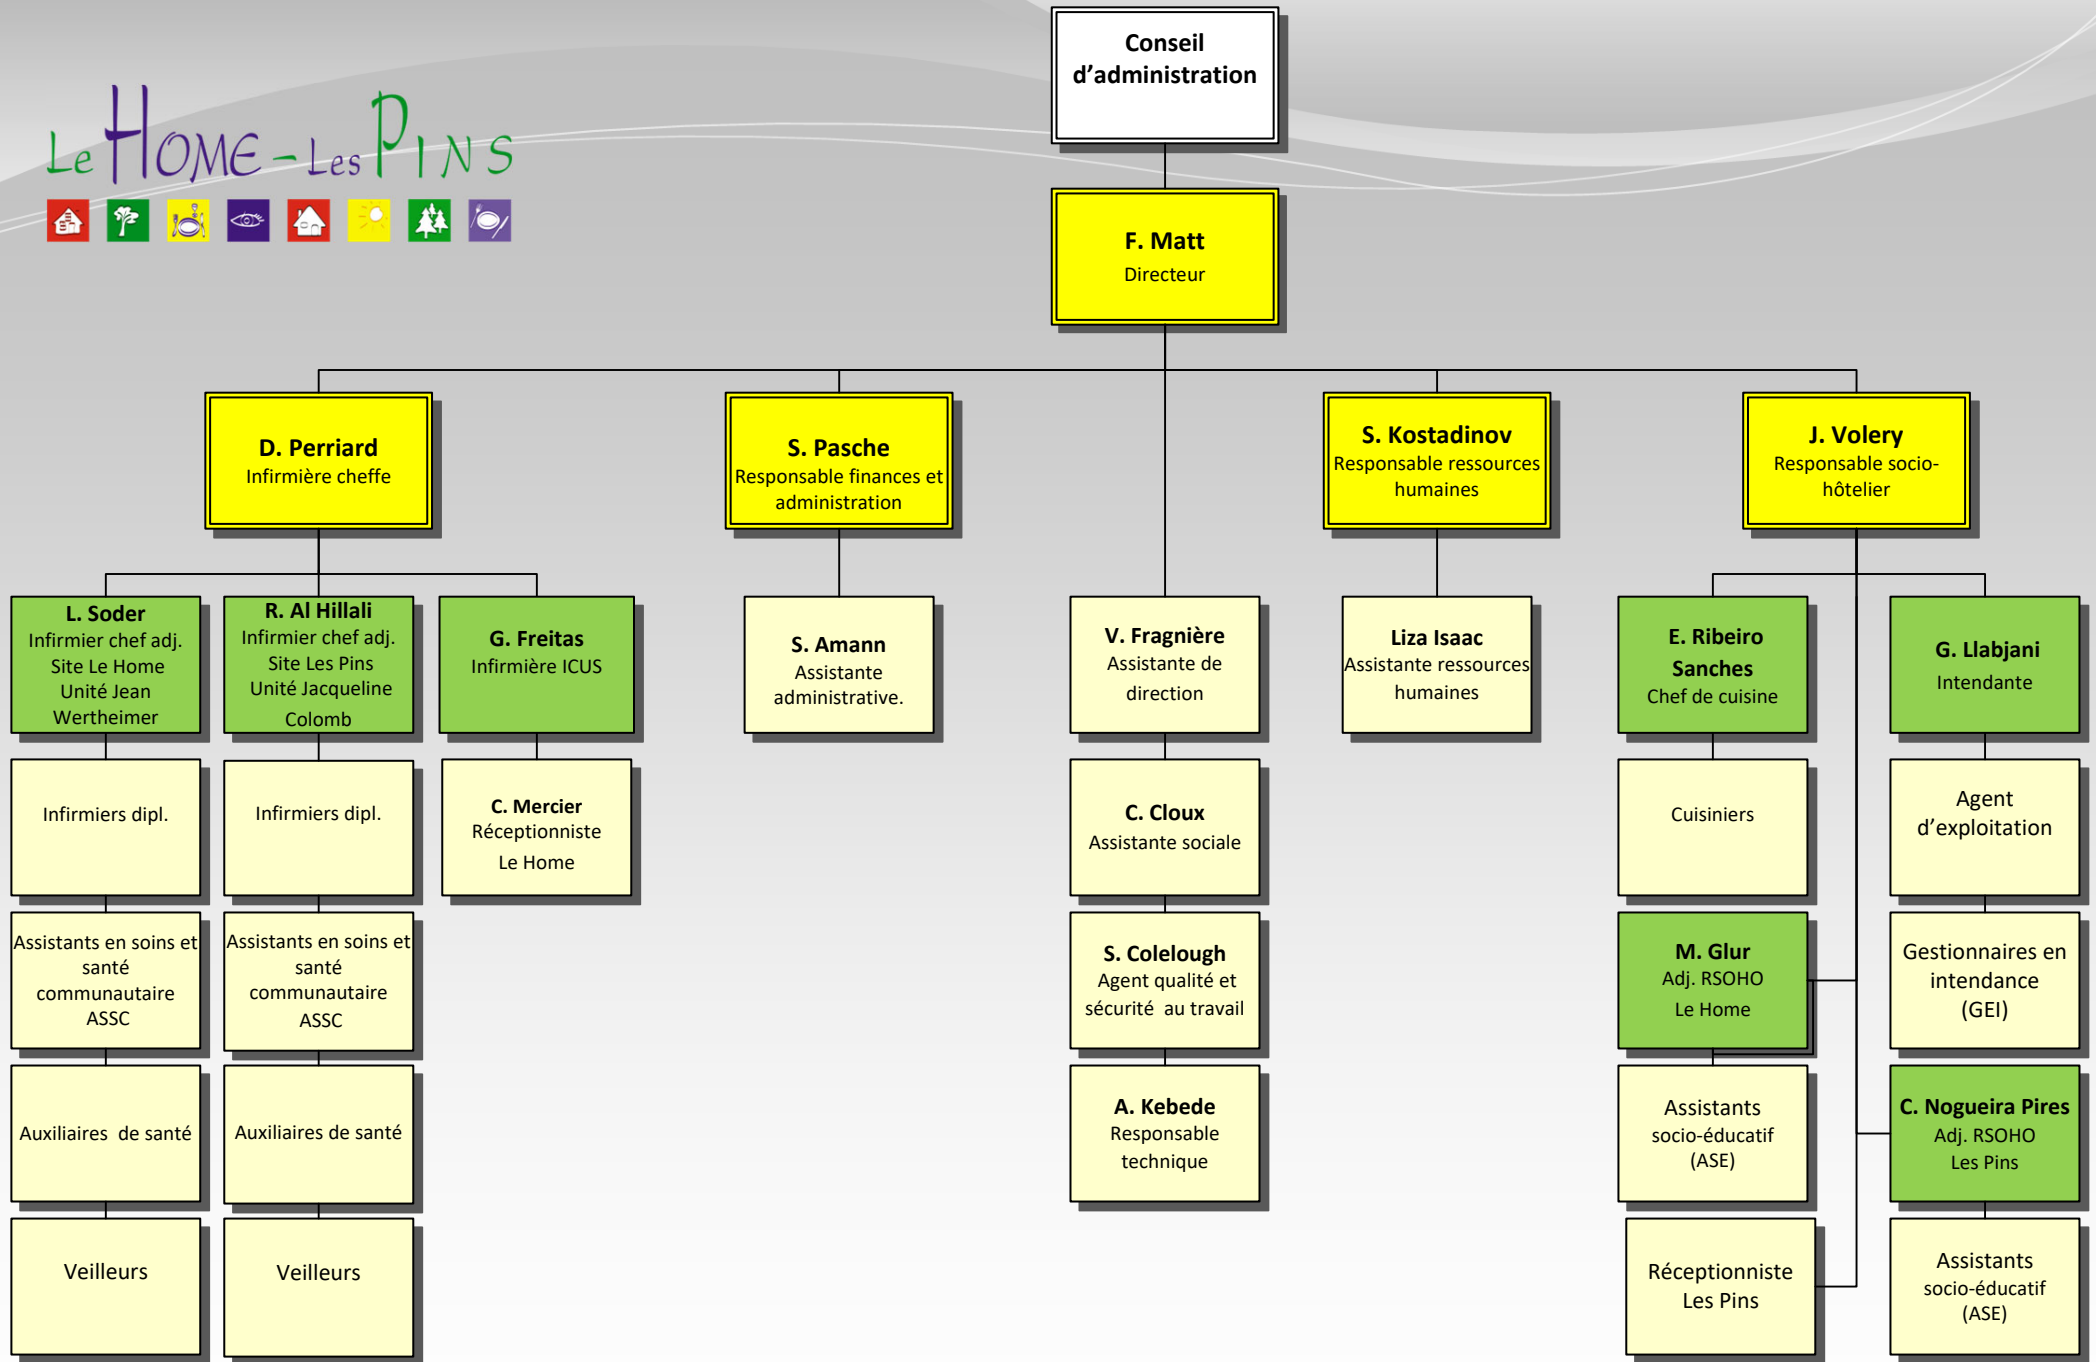 Conseil
d'administration
Le HOME - Les PINS
F. Matt
Directeur
D. Perriard
Infirmière cheffe
S. Pasche
Responsable finances et
administration
S. Kostadinov
Responsable ressources
humaines
J. Volery
Responsable socio-
hôtelier
L. Soder
Infirmier chef adj.
Site Le Home
Unité Jean
Wertheimer
R. Al Hillali
Infirmier chef adj.
Site Les Pins
Unité Jacqueline
Colomb
G. Freitas
Infirmière ICUS
S. Amann
Assistante
administrative.
V. Fragnière
Assistante de
direction
Liza Isaac
Assistante ressources
humaines
E. Ribeiro
Sanches
Chef de cuisine
G. Llabjani
Intendante
Infirmiers dipl.
Infirmiers dipl.
C. Mercier
Réceptionniste
Le Home
C. Cloux
Assistante sociale
Cuisiniers
Agent
d'exploitation
Assistants en soins et
santé
communautaire
ASSC
Assistants en soins et
santé
communautaire
ASSC
S. Colelough
Agent qualité et
sécurité  au travail
M. Glur
Adj. RSOHO
Le Home
Gestionnaires en
intendance
(GEI)
Auxiliaires  de santé
Auxiliaires de santé
A. Kebede
Responsable
technique
Assistants
socio-éducatif
(ASE)
C. Nogueira Pires
Adj. RSOHO
Les Pins
Veilleurs
Veilleurs
Réceptionniste
Les Pins
Assistants
socio-éducatif
(ASE)